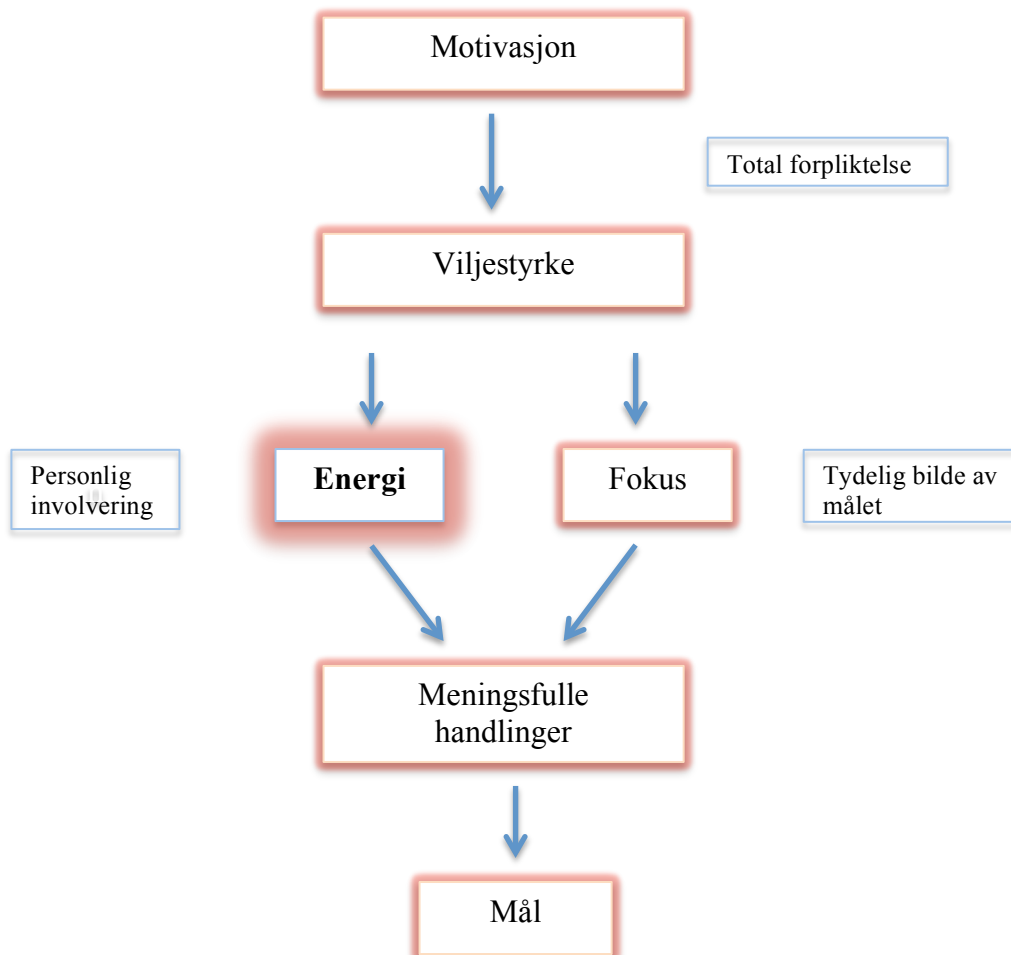 Motivasjon
Total forpliktelse
Viljestyrke
Personlig
involvering
Energi
Fokus
Tydelig bilde av
målet
Meningsfulle
handlinger
Mål